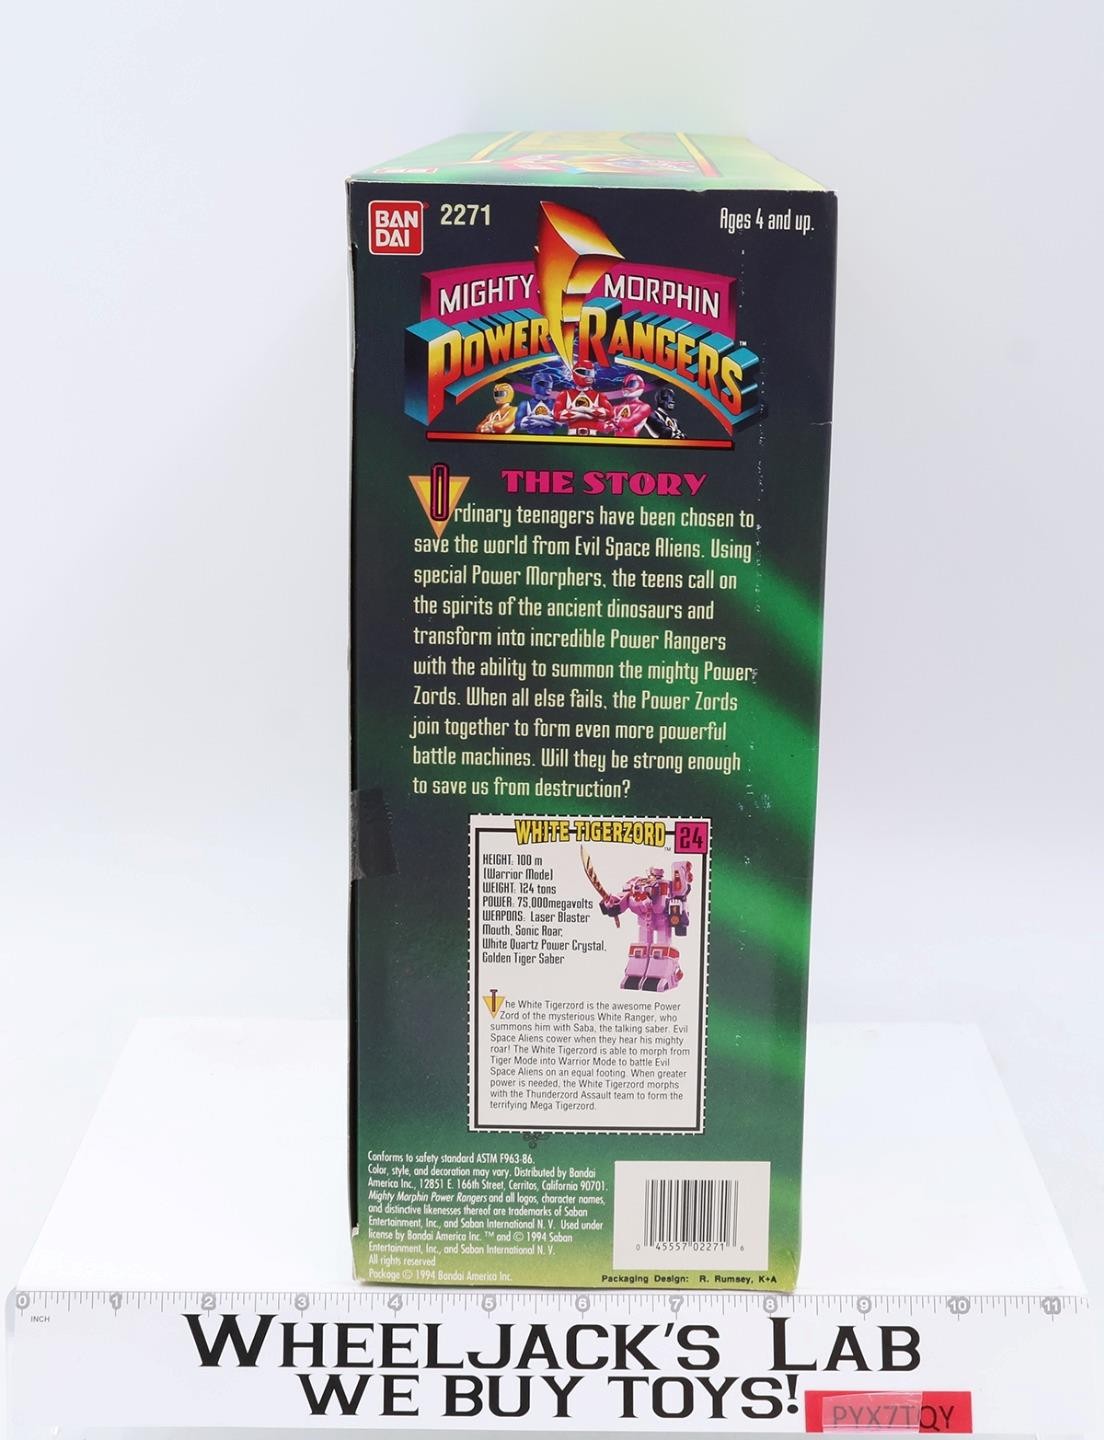 BAN
DAI
2271
Ages 4 and up.
MIGHTY MORPHIN
POWER RANGERS™
THE STORY
Ordinary teenagers have been chosen to
save the world from Evil Space Aliens. Using
special Power Morphers, the teens call on
the spirits of the ancient dinosaurs and
transform into incredible Power Rangers
with the ability to summon the mighty Power
Zords. When all else fails, the Power Zords
join together to form even more powerful
battle machines. Will they be strong enough
to save us from destruction?
WHITE TIGERZORD™ 24
HEIGHT: 100 m
(Warrior Mode)
WEIGHT: 124 tons
POWER: 75,000megavolts
WEAPONS: Laser Blaster
Mouth, Sonic Roar,
White Quartz Power Crystal,
Golden Tiger Saber
The White Tigerzord is the awesome Power
Zord of the mysterious White Ranger, who
summons him with Saba, the talking saber. Evil
Space Aliens cower when they hear his mighty
roar! The White Tigerzord is able to morph from
Tiger Mode into Warrior Mode to battle Evil
Space Aliens on an equal footing. When greater
power is needed, the White Tigerzord morphs
with the Thunderzord Assault team to form the
terrifying Mega Tigerzord.
Conforms to safety standard ASTM F963-86.
Color, style, and decoration may vary. Distributed by Bandai
America Inc., 12851 E. 166th Street, Cerritos, California 90701.
Mighty Morphin Power Rangers and all logos, character names,
and distinctive likenesses thereof are trademarks of Saban
Entertainment, Inc., and Saban International N. V. Used under
license by Bandai America Inc. ™ and © 1994 Saban
Entertainment, Inc., and Saban International N. V.
All rights reserved
Package © 1994 Bandai America Inc.
0 45557 02271 6
Packaging Design: R. Rumsey, K+A
0 1 2 3 4 5 6 7 8 9 10 11
INCH
WHEELJACK'S LAB
WE BUY TOYS!
PYX7TQY